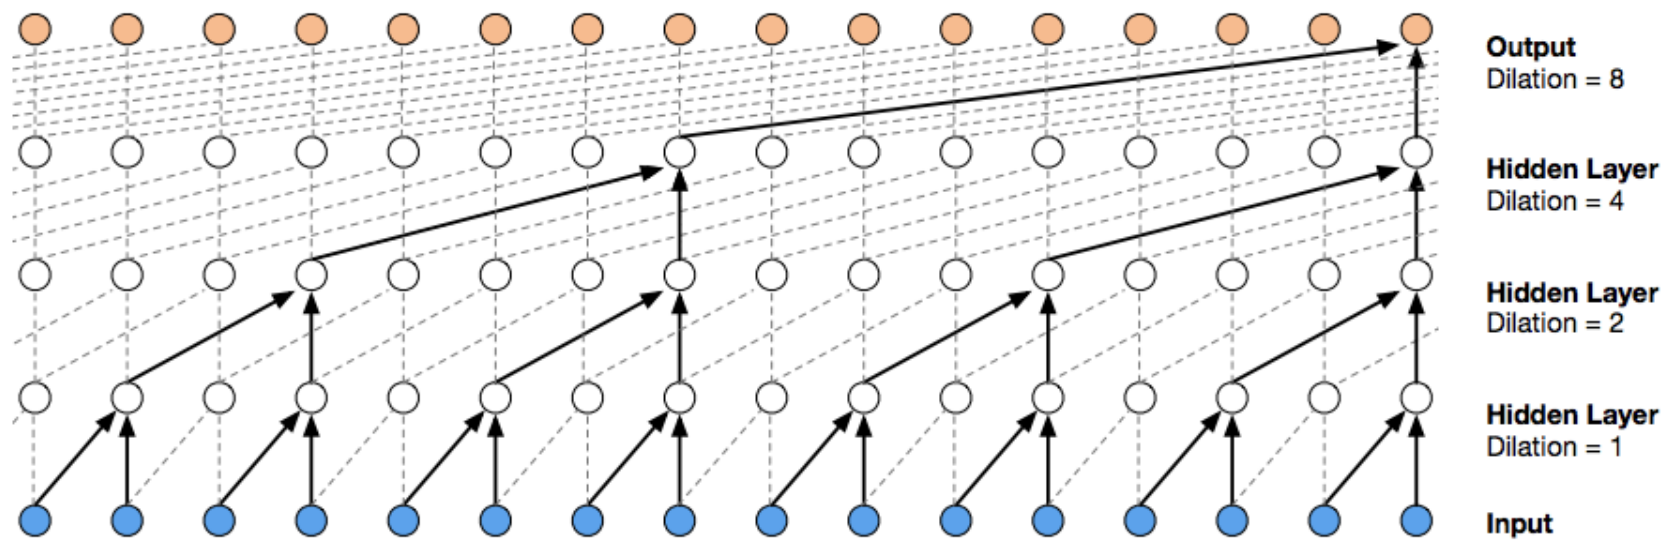 Output
Dilation = 8
Hidden Layer
Dilation = 4
Hidden Layer
Dilation = 2
Hidden Layer
Dilation = 1
Input